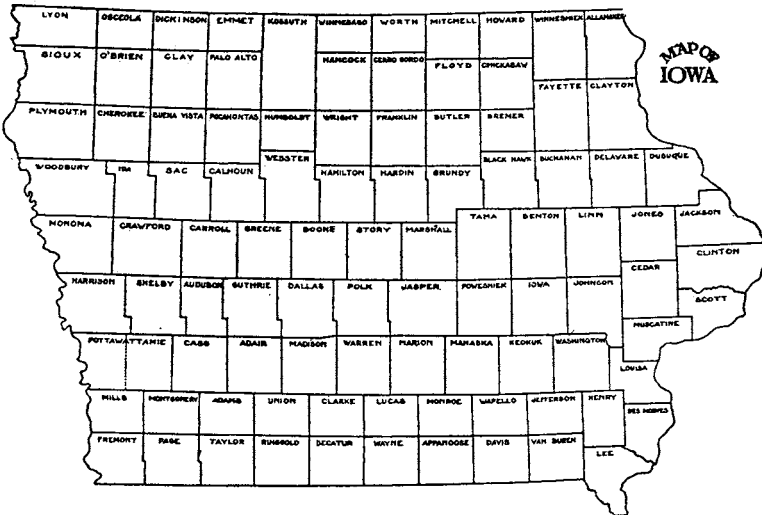 LYON OSCEOLA DICKINSON EMMET KOSSUTH WINNEBAGO WORTH MITCHELL HOWARD WINNESHIEK ALLAMAKEE
MAP OF
IOWA
SIOUX O'BRIEN CLAY PALO ALTO HANCOCK CERRO GORDO FLOYD CHICKASAW
FAYETTE CLAYTON
PLYMOUTH CHEROKEE BUENA VISTA POCAHONTAS HUMBOLDT WRIGHT FRANKLIN BUTLER BREMER
WOODBURY IDA SAC CALHOUN WEBSTER HAMILTON HARDIN GRUNDY BLACK HAWK BUCHANAN DELAWARE DUBUQUE
MONONA CRAWFORD CARROLL GREENE BOONE STORY MARSHALL TAMA BENTON LINN JONES JACKSON
CLINTON
HARRISON SHELBY AUDUBON GUTHRIE DALLAS POLK JASPER POWESHIEK IOWA JOHNSON CEDAR
SCOTT
MUSCATINE
POTTAWATTAMIE CASS ADAIR MADISON WARREN MARION MAHASKA KEOKUK WASHINGTON
LOUISA
MILLS MONTGOMERY ADAMS UNION CLARKE LUCAS MONROE WAPELLO JEFFERSON HENRY
DES MOINES
FREMONT PAGE TAYLOR RINGGOLD DECATUR WAYNE APPANOOSE DAVIS VAN BUREN
LEE